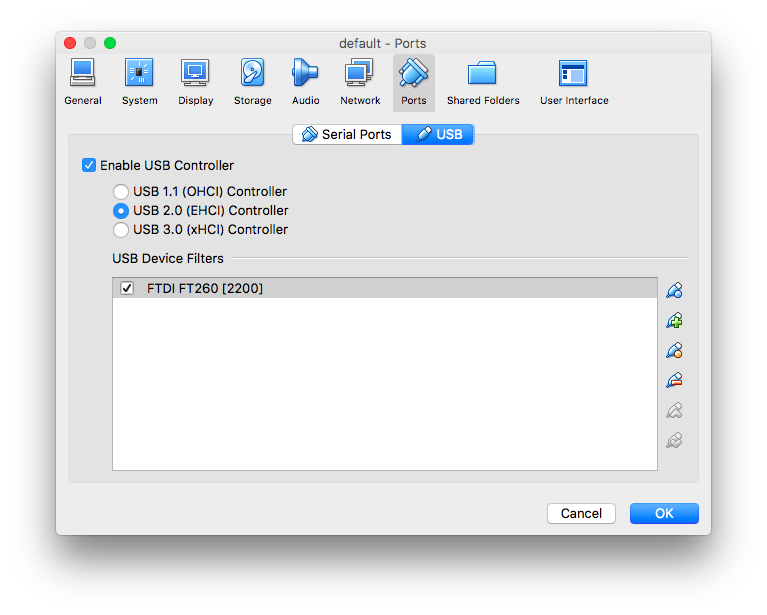 default - Ports
General System Display Storage Audio Network Ports Shared Folders User Interface
Serial Ports USB
Enable USB Controller
USB 1.1 (OHCI) Controller
USB 2.0 (EHCI) Controller
USB 3.0 (xHCI) Controller
USB Device Filters
FTDI FT260 [2200]
Cancel OK